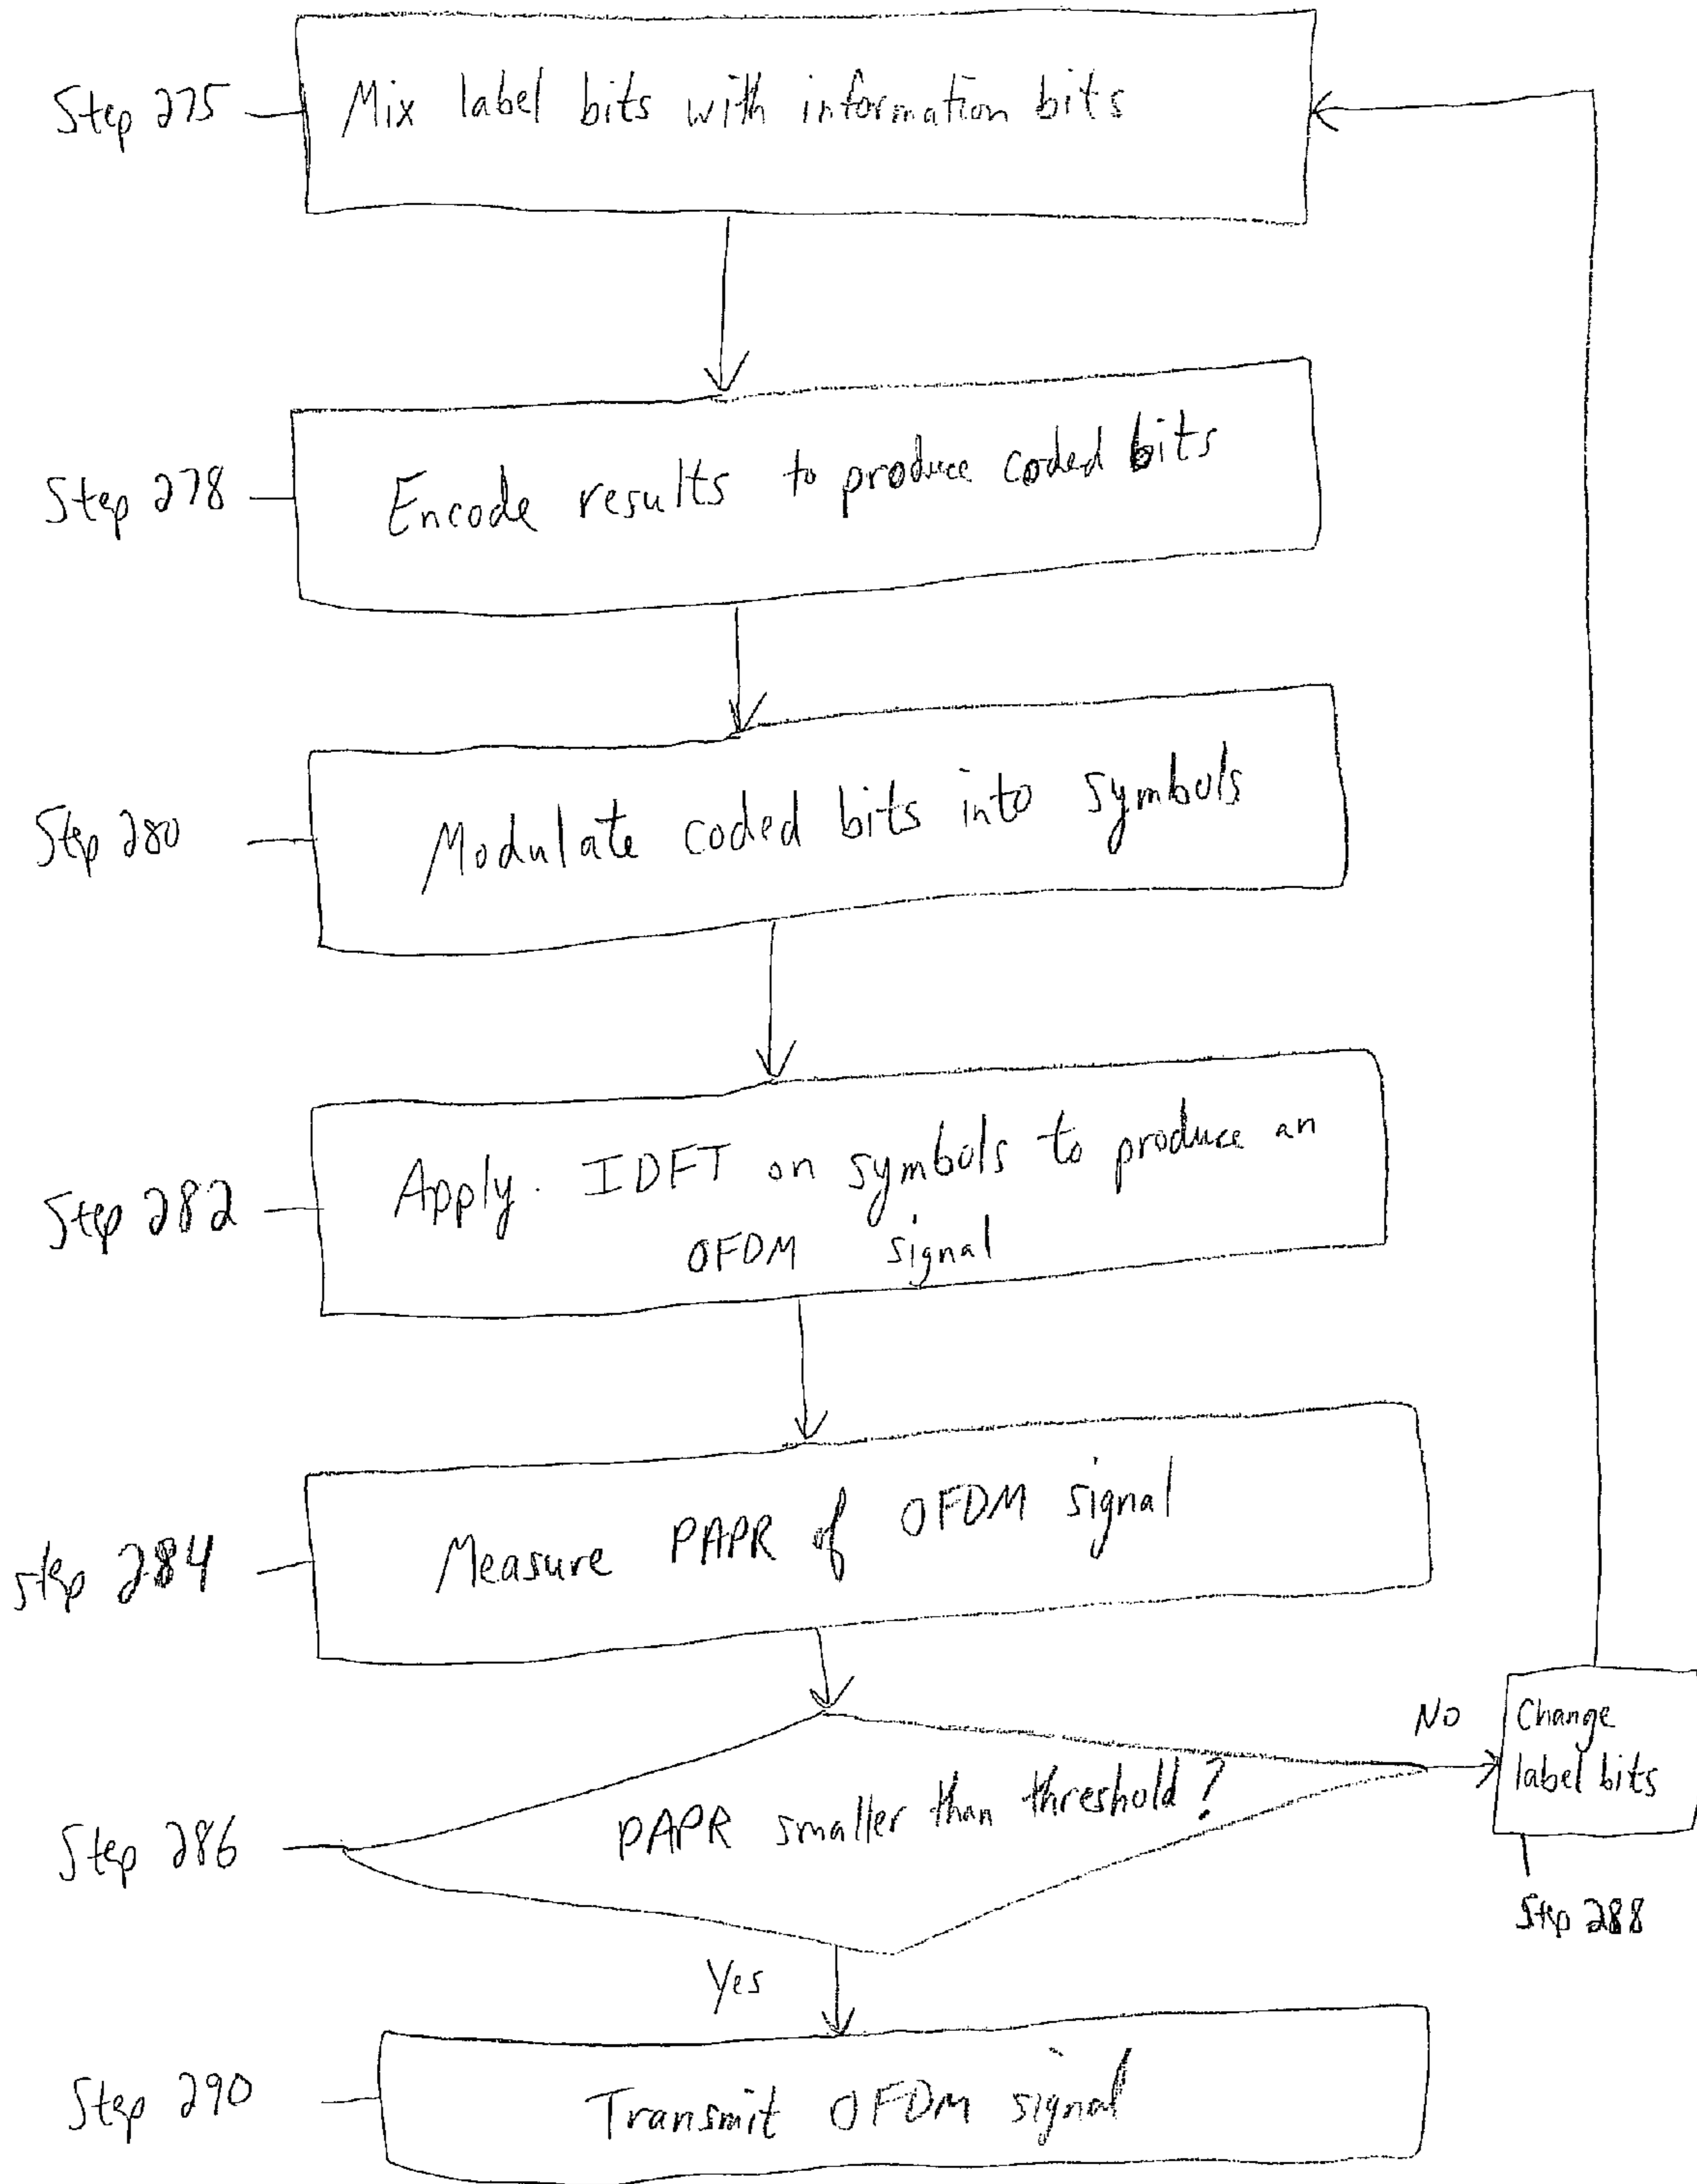 Step 275
Mix label bits with information bits
Step 278
Encode results to produce coded bits
Step 280
Modulate coded bits into symbols
Step 282
Apply. IDFT on symbols to produce an
OFDM signal
Step 284
Measure PAPR of OFDM signal
No
Change
label bits
Step 286
PAPR smaller than threshold?
Step 288
Yes
Step 290
Transmit OFDM signal